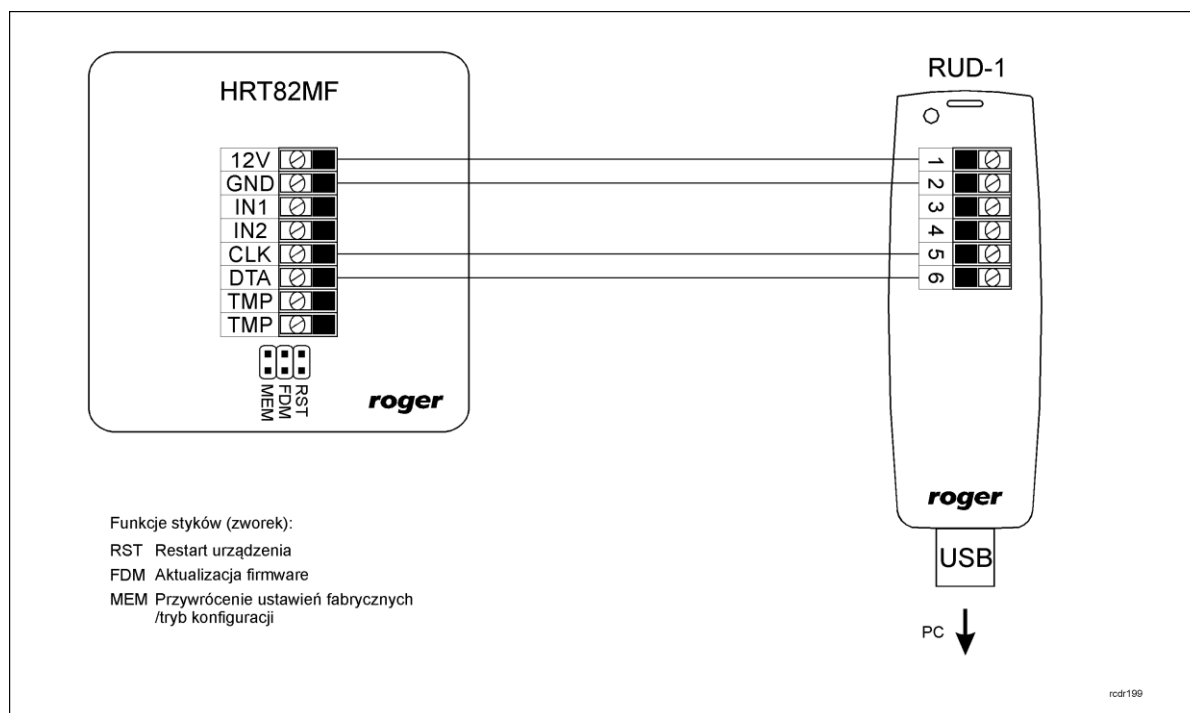 HRT82MF
12V
GND
IN1
IN2
CLK
DTA
TMP
TMP
MEM
FDM
RST
roger
RUD-1
1
2
3
4
5
6
roger
USB
PC
Funkcje styków (zworek):
RST Restart urządzenia
FDM Aktualizacja firmware
MEM Przywrócenie ustawień fabrycznych
/tryb konfiguracji
rcdr199